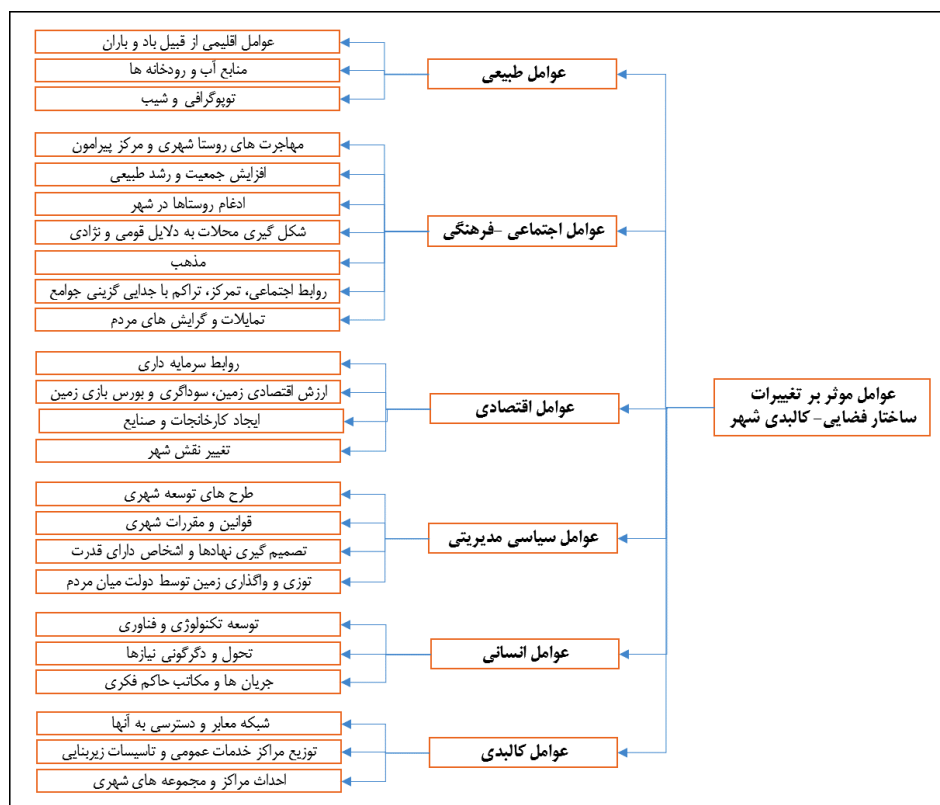 عوامل موثر بر تغییرات
ساختار فضایی- کالبدی شهر
عوامل طبیعی
عوامل اقلیمی از قبیل باد و باران
منابع آب و رودخانه ها
توپوگرافی و شیب
عوامل اجتماعی -فرهنگی
مهاجرت های روستا شهری و مرکز پیرامون
افزایش جمعیت و رشد طبیعی
ادغام روستاها در شهر
شکل گیری محلات به دلایل قومی و نژادی
مذهب
روابط اجتماعی، تمرکز، تراکم با جدایی گزینی جوامع
تمایلات و گرایش های مردم
عوامل اقتصادی
روابط سرمایه داری
ارزش اقتصادی زمین، سوداگری و بورس بازی زمین
ایجاد کارخانجات و صنایع
تغییر نقش شهر
عوامل سیاسی مدیریتی
طرح های توسعه شهری
قوانین و مقررات شهری
تصمیم گیری نهادها و اشخاص دارای قدرت
توزی و واگذاری زمین توسط دولت میان مردم
عوامل انسانی
توسعه تکنولوژی و فناوری
تحول و دگرگونی نیازها
جریان ها و مکاتب حاکم فکری
عوامل کالبدی
شبکه معابر و دسترسی به آنها
توزیع مراکز خدمات عمومی و تاسیسات زیربنایی
احداث مراکز و مجموعه های شهری